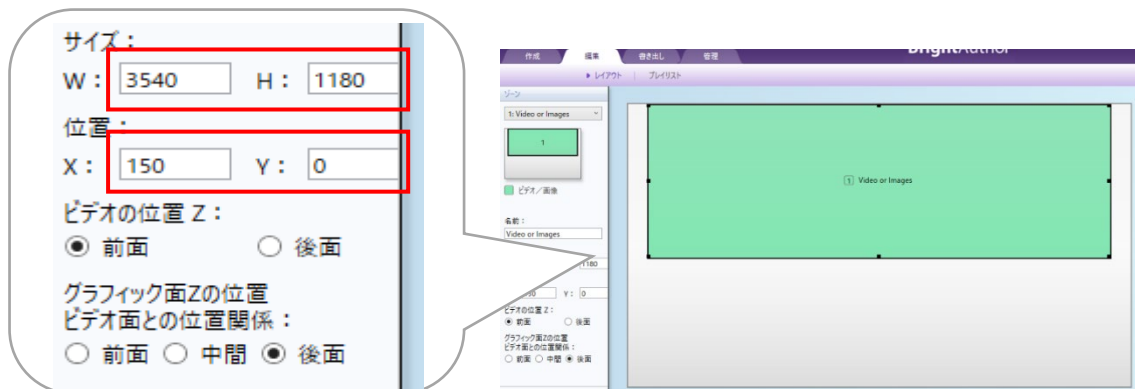 サイズ：
W： 3540 H： 1180
位置：
X： 150 Y： 0
ビデオの位置 Z：
前面 後面
グラフィック面Zの位置
ビデオ面との位置関係：
前面 中間 後面
作成 編集 書き出し 管理
BrightAuthor
レイアウト | プレイリスト
ゾーン
1: Video or Images
1
ビデオ／画像
名前：
Video or Images
1180
Y： 0
ビデオの位置 Z：
前面 後面
グラフィック面Zの位置
ビデオ面との位置関係：
前面 中間 後面
1 Video or Images